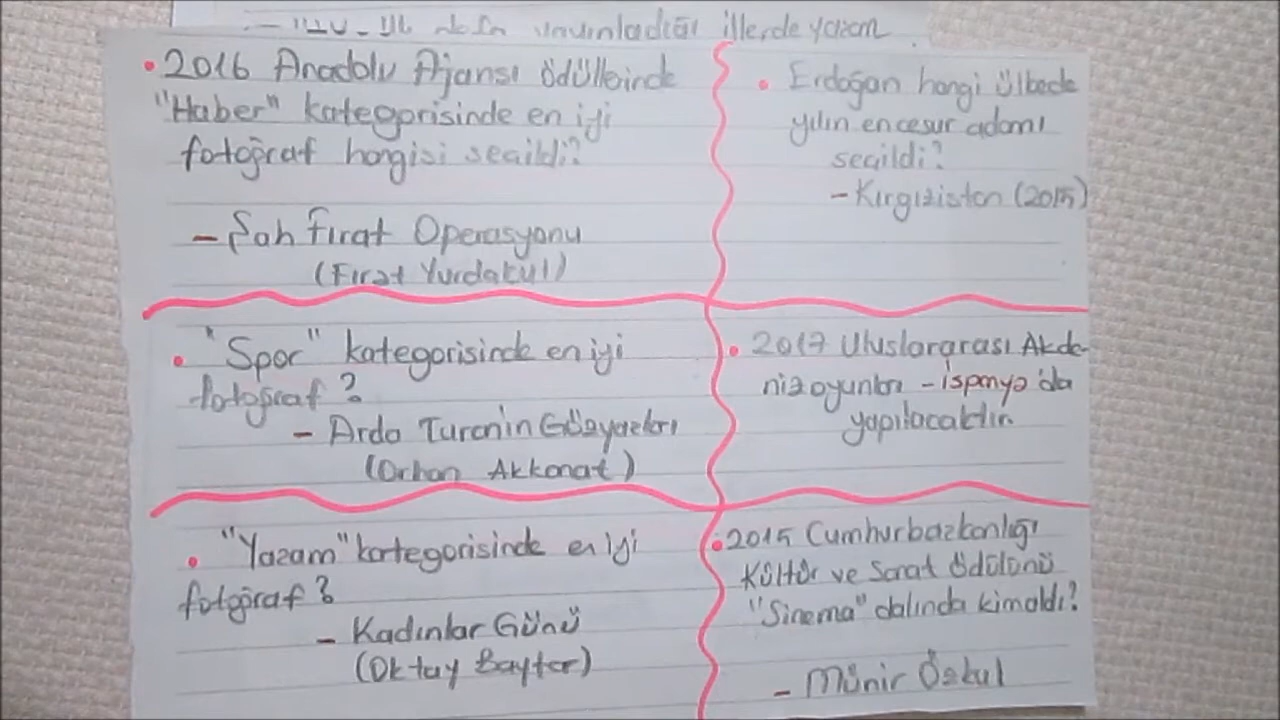 illerde yazam
• 2016 Anadolu Ajansı ödüllerinde
"Haber" kategorisinde en iyi
fotoğraf hangisi seçildi?
- Şah Fırat Operasyonu
(Fırat Yurdakul)
• Erdoğan hangi ülkede
yılın en cesur adamı
seçildi?
- Kırgızistan (2015)
• "Spor" kategorisinde en iyi
fotoğraf?
- Arda Turan'ın Gözyaşları
(Orhan Akkanat)
• 2017 Uluslararası Akde-
niz oyunları - İspanya'da
yapılacaktır.
• "Yaşam" kategorisinde en iyi
fotoğraf?
- Kadınlar Günü
(Oktay Baytar)
• 2015 Cumhurbaşkanlığı
Kültür ve Sanat Ödülünü
"Sinema" dalında kim aldı?
- Münir Özkul